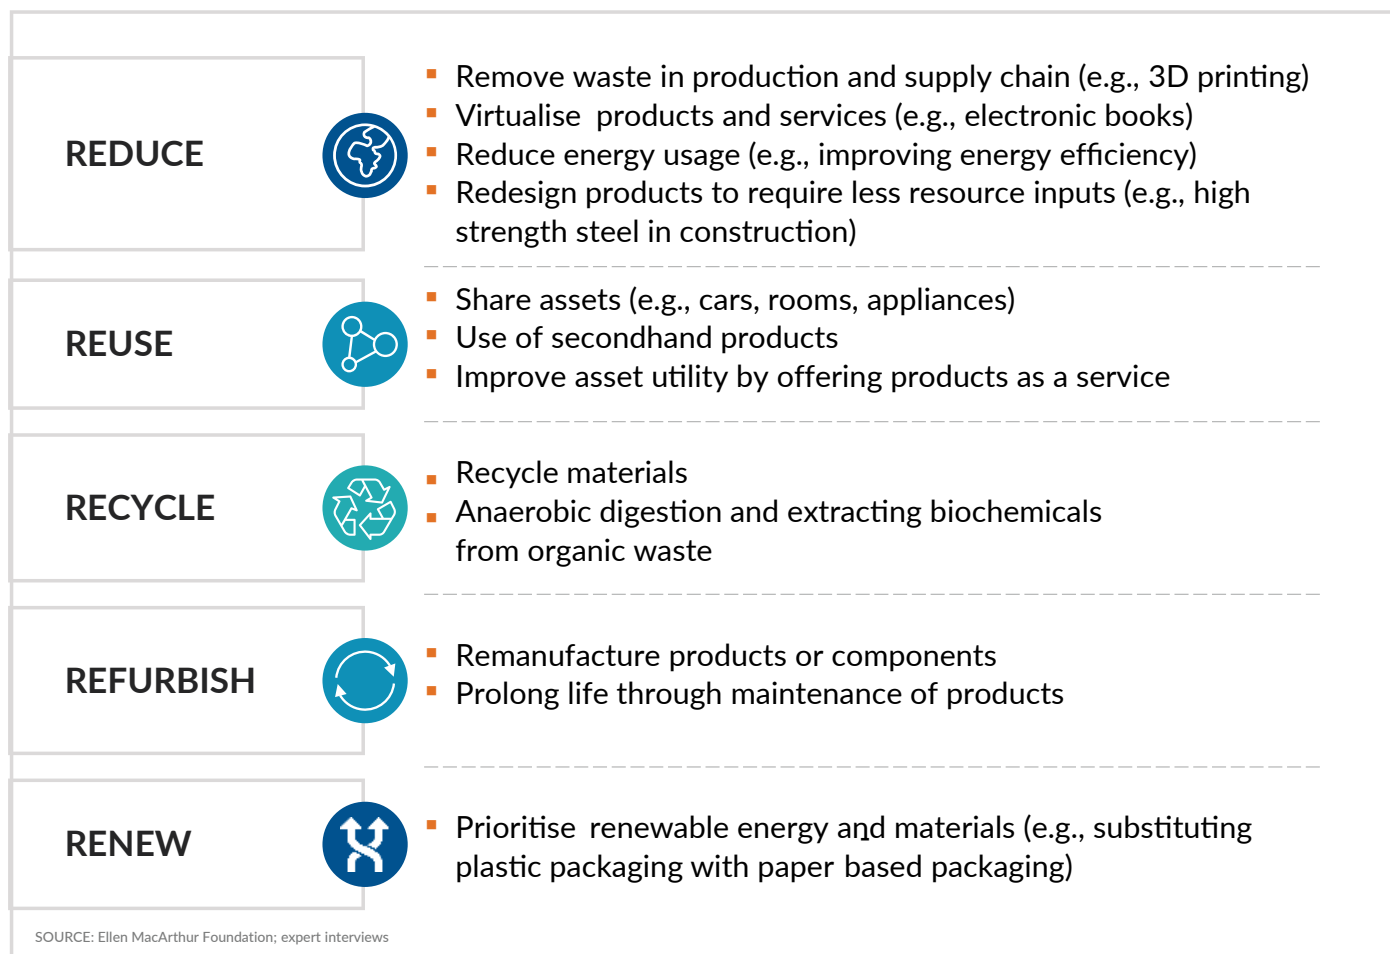 REDUCE
Remove waste in production and supply chain (e.g., 3D printing)
Virtualise products and services (e.g., electronic books)
Reduce energy usage (e.g., improving energy efficiency)
Redesign products to require less resource inputs (e.g., high
strength steel in construction)
REUSE
Share assets (e.g., cars, rooms, appliances)
Use of secondhand products
Improve asset utility by offering products as a service
RECYCLE
Recycle materials
Anaerobic digestion and extracting biochemicals
from organic waste
REFURBISH
Remanufacture products or components
Prolong life through maintenance of products
RENEW
Prioritise renewable energy and materials (e.g., substituting
plastic packaging with paper based packaging)
SOURCE: Ellen MacArthur Foundation; expert interviews